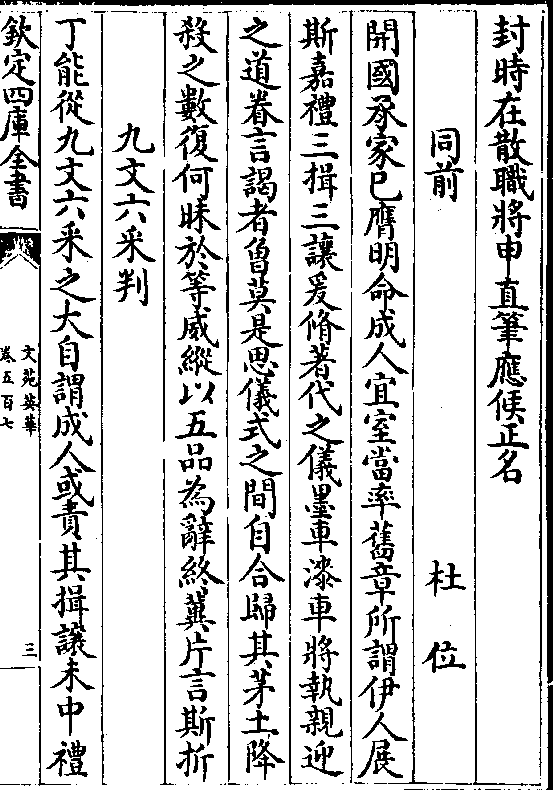 封時在散職將申直筆應候正名
同前　杜位
開國承家已膺明命成人宜室當率舊章所謂伊人展
斯嘉禮三揖三讓爰脩著代之儀墨車漆車將執親迎
之道眷言謁者曾莫是思儀式之間自合歸其茅土降
殺之數復何昧於等威縱以五品為辭終冀片言斯折
九文六采判
丁能從九文六采之大自謂成人或責其揖讓未中禮
欽定四庫全書
文苑英華
卷五百七
三